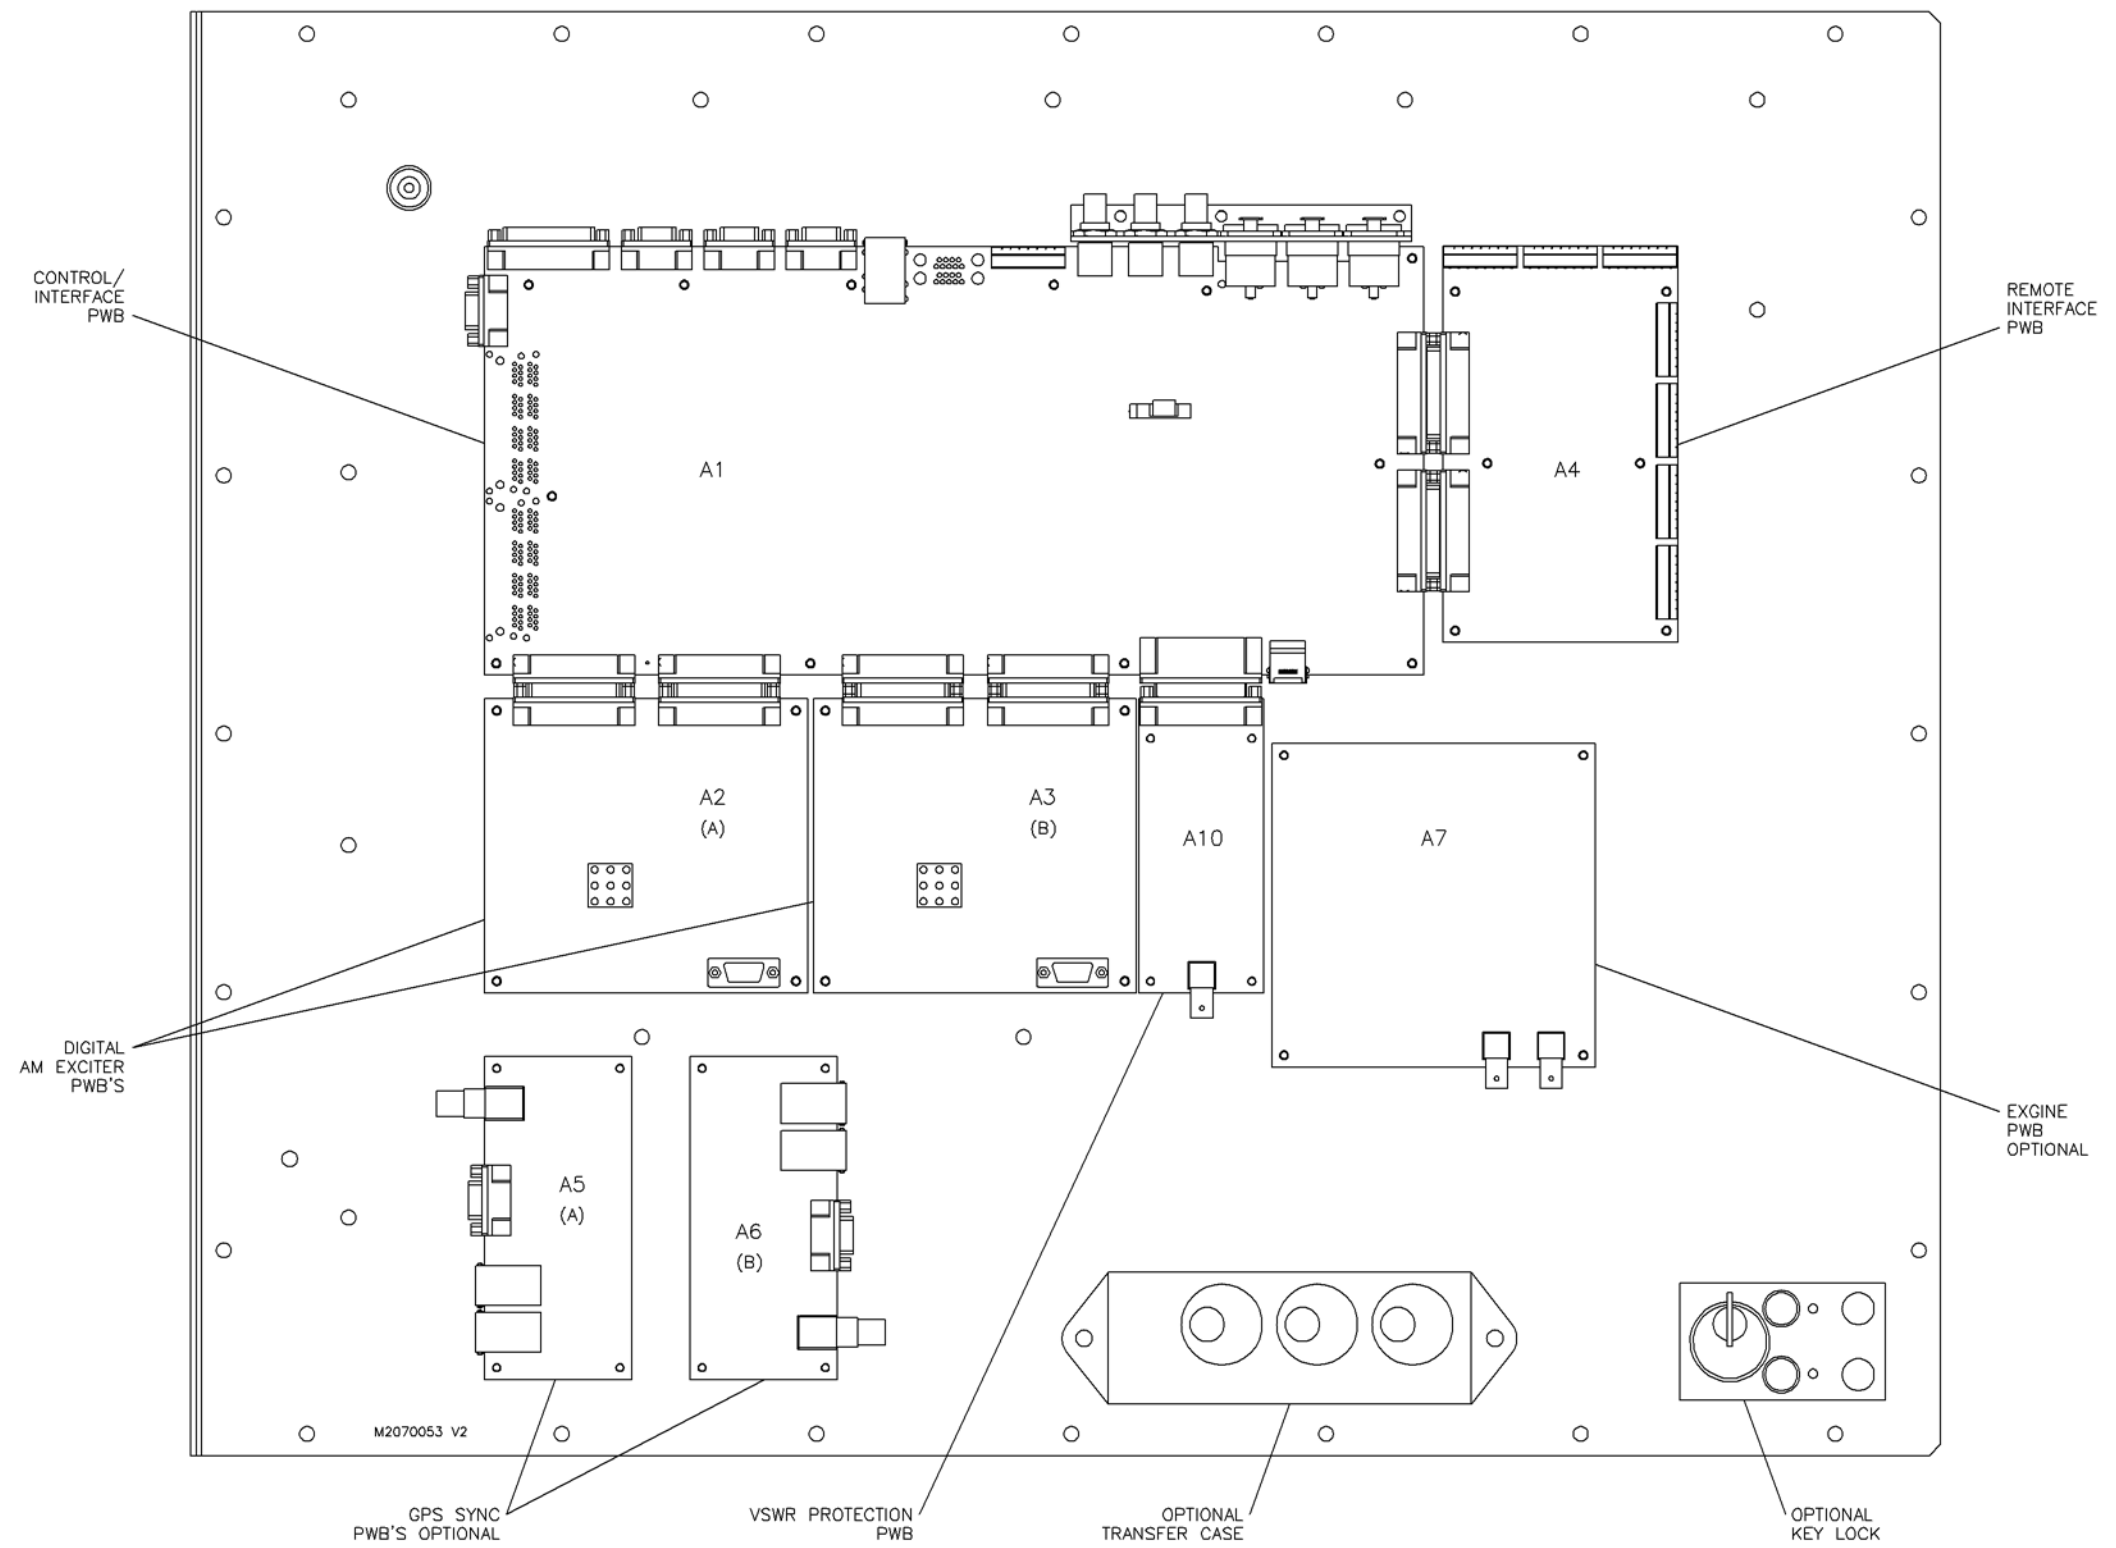 CONTROL/
INTERFACE
PWB
REMOTE
INTERFACE
PWB
A1
A4
A2
(A)
A3
(B)
A10
A7
DIGITAL
AM EXCITER
PWB'S
EXGINE
PWB
OPTIONAL
A5
(A)
A6
(B)
M2070053 V2
GPS SYNC
PWB'S OPTIONAL
VSWR PROTECTION
PWB
OPTIONAL
TRANSFER CASE
OPTIONAL
KEY LOCK